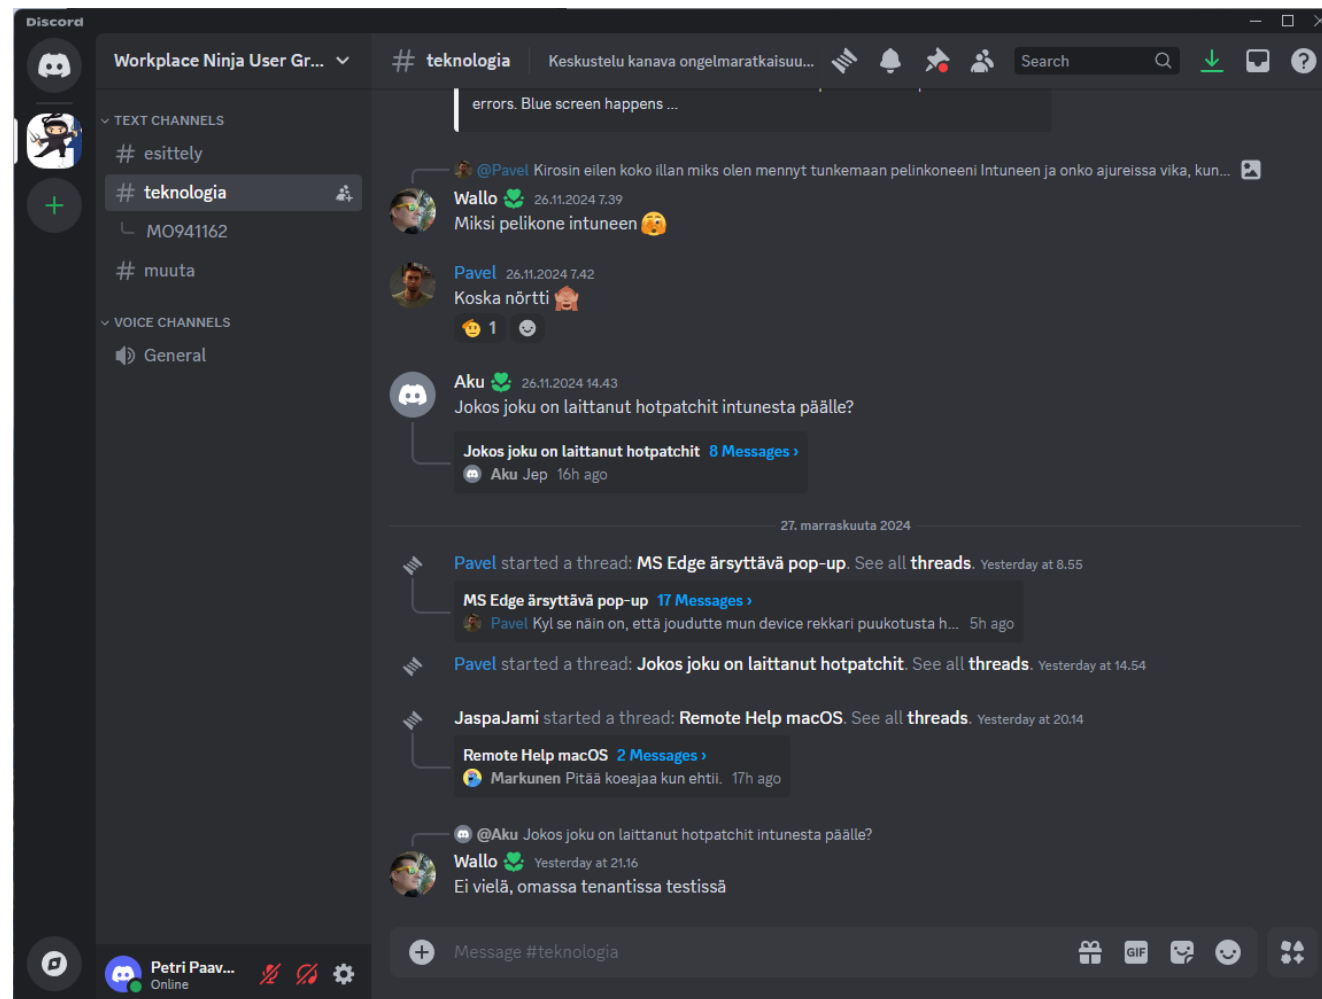 Discord
Workplace Ninja User Gr...
TEXT CHANNELS
esittely
teknologia
MO941162
muuta
VOICE CHANNELS
General
Petri Paav...
Online
# teknologia
Keskustelu kanava ongelmaratkaisuu...
Search
errors. Blue screen happens ...
@Pavel Kirosin eilen koko illan miks olen mennyt tunkemaan pelinkoneeni Intuneen ja onko ajureissa vika, kun...
Wallo 26.11.2024 7.39
Miksi pelikone intuneen
Pavel 26.11.2024 7.42
Koska nörtti
1
Aku 26.11.2024 14.43
Jokos joku on laittanut hotpatchit intunesta päälle?
Jokos joku on laittanut hotpatchit 8 Messages ›
Aku Jep 16h ago
27. marraskuuta 2024
Pavel started a thread: MS Edge ärsyttävä pop-up. See all threads. Yesterday at 8.55
MS Edge ärsyttävä pop-up 17 Messages ›
Pavel Kyl se näin on, että joudutte mun device rekkari puukotusta h... 5h ago
Pavel started a thread: Jokos joku on laittanut hotpatchit. See all threads. Yesterday at 14.54
JaspaJami started a thread: Remote Help macOS. See all threads. Yesterday at 20.14
Remote Help macOS 2 Messages ›
Markunen Pitää koeajaa kun ehtii. 17h ago
@Aku Jokos joku on laittanut hotpatchit intunesta päälle?
Wallo Yesterday at 21.16
Ei vielä, omassa tenantissa testissä
Message #teknologia
GIF